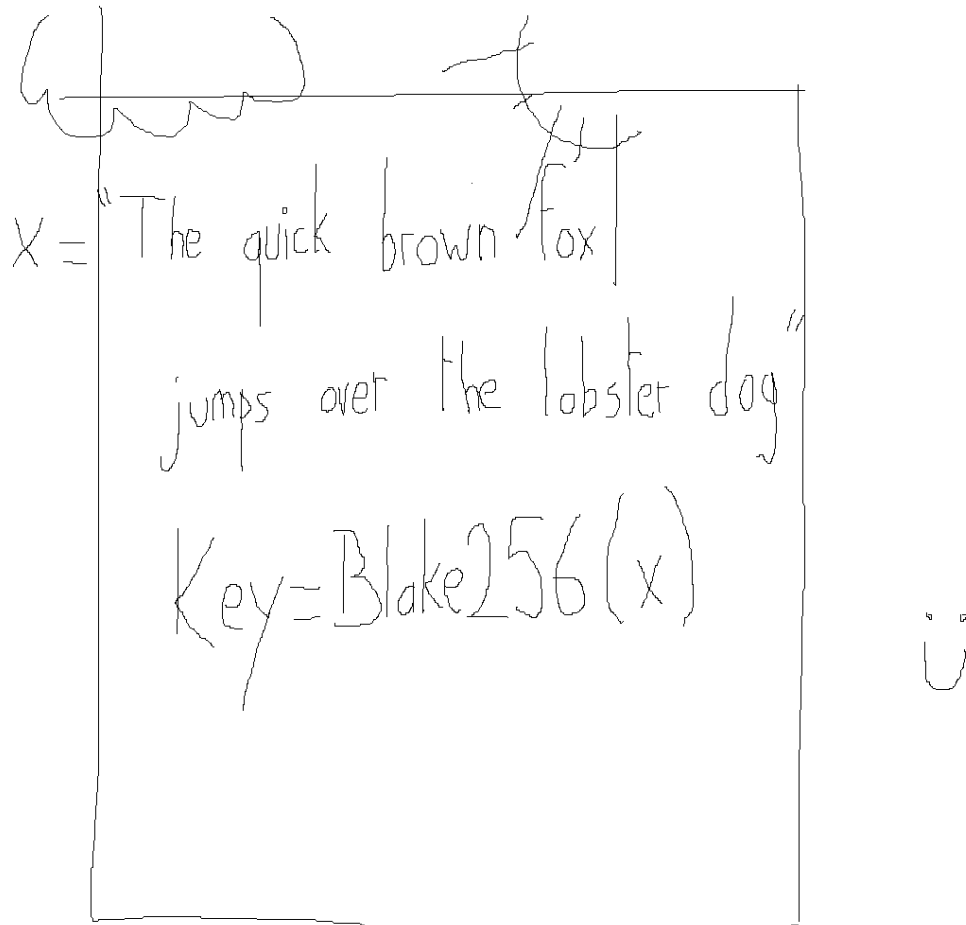 x = "The quick brown fox
jumps over the lobster dog"
Key=Blake256(x)